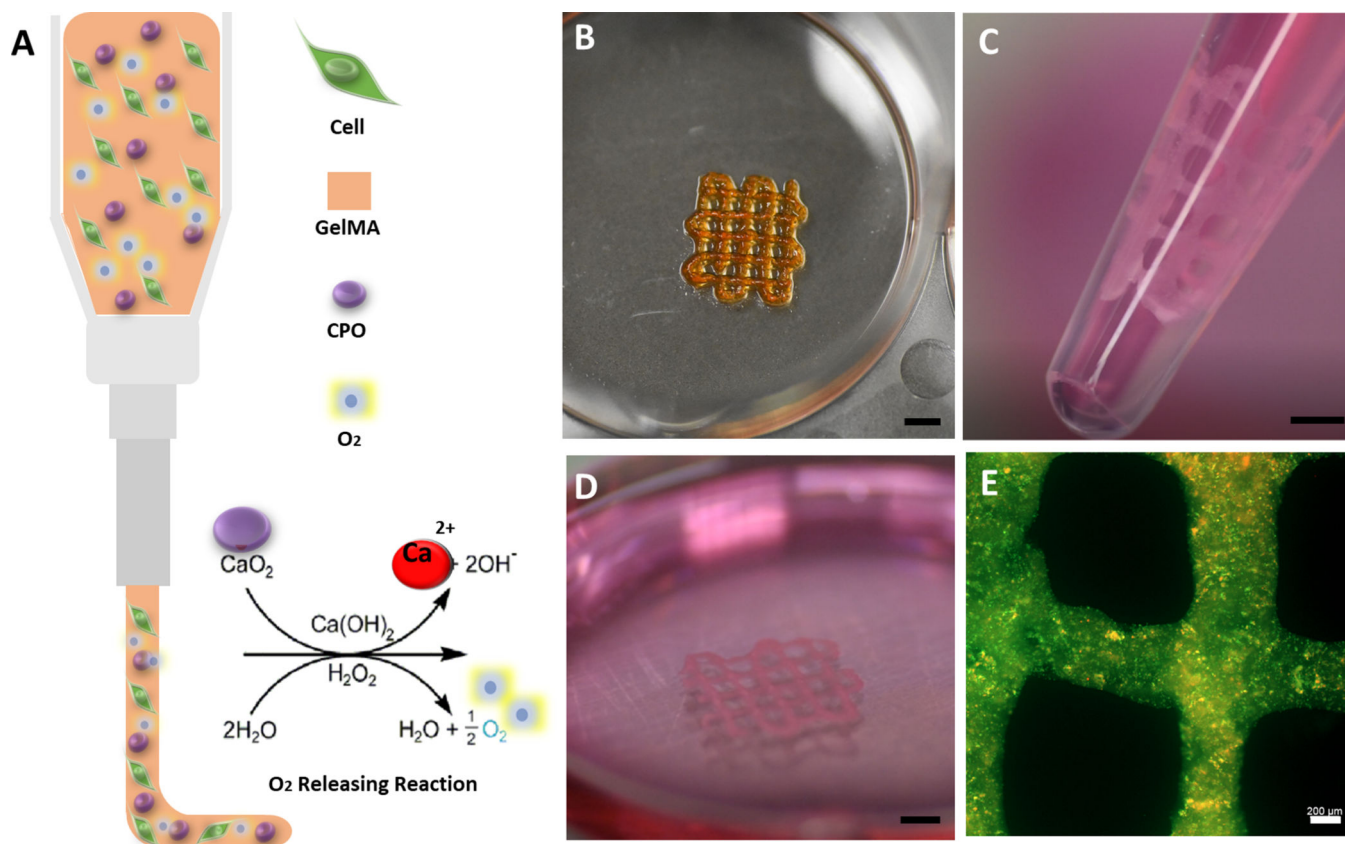 A
Cell
GelMA
CPO
O2
CaO2
Ca 2+ + 2OH-
Ca(OH)2
H2O2
2H2O
H2O + 1/2 O2
O2 Releasing Reaction
B
C
D
E
200 µm